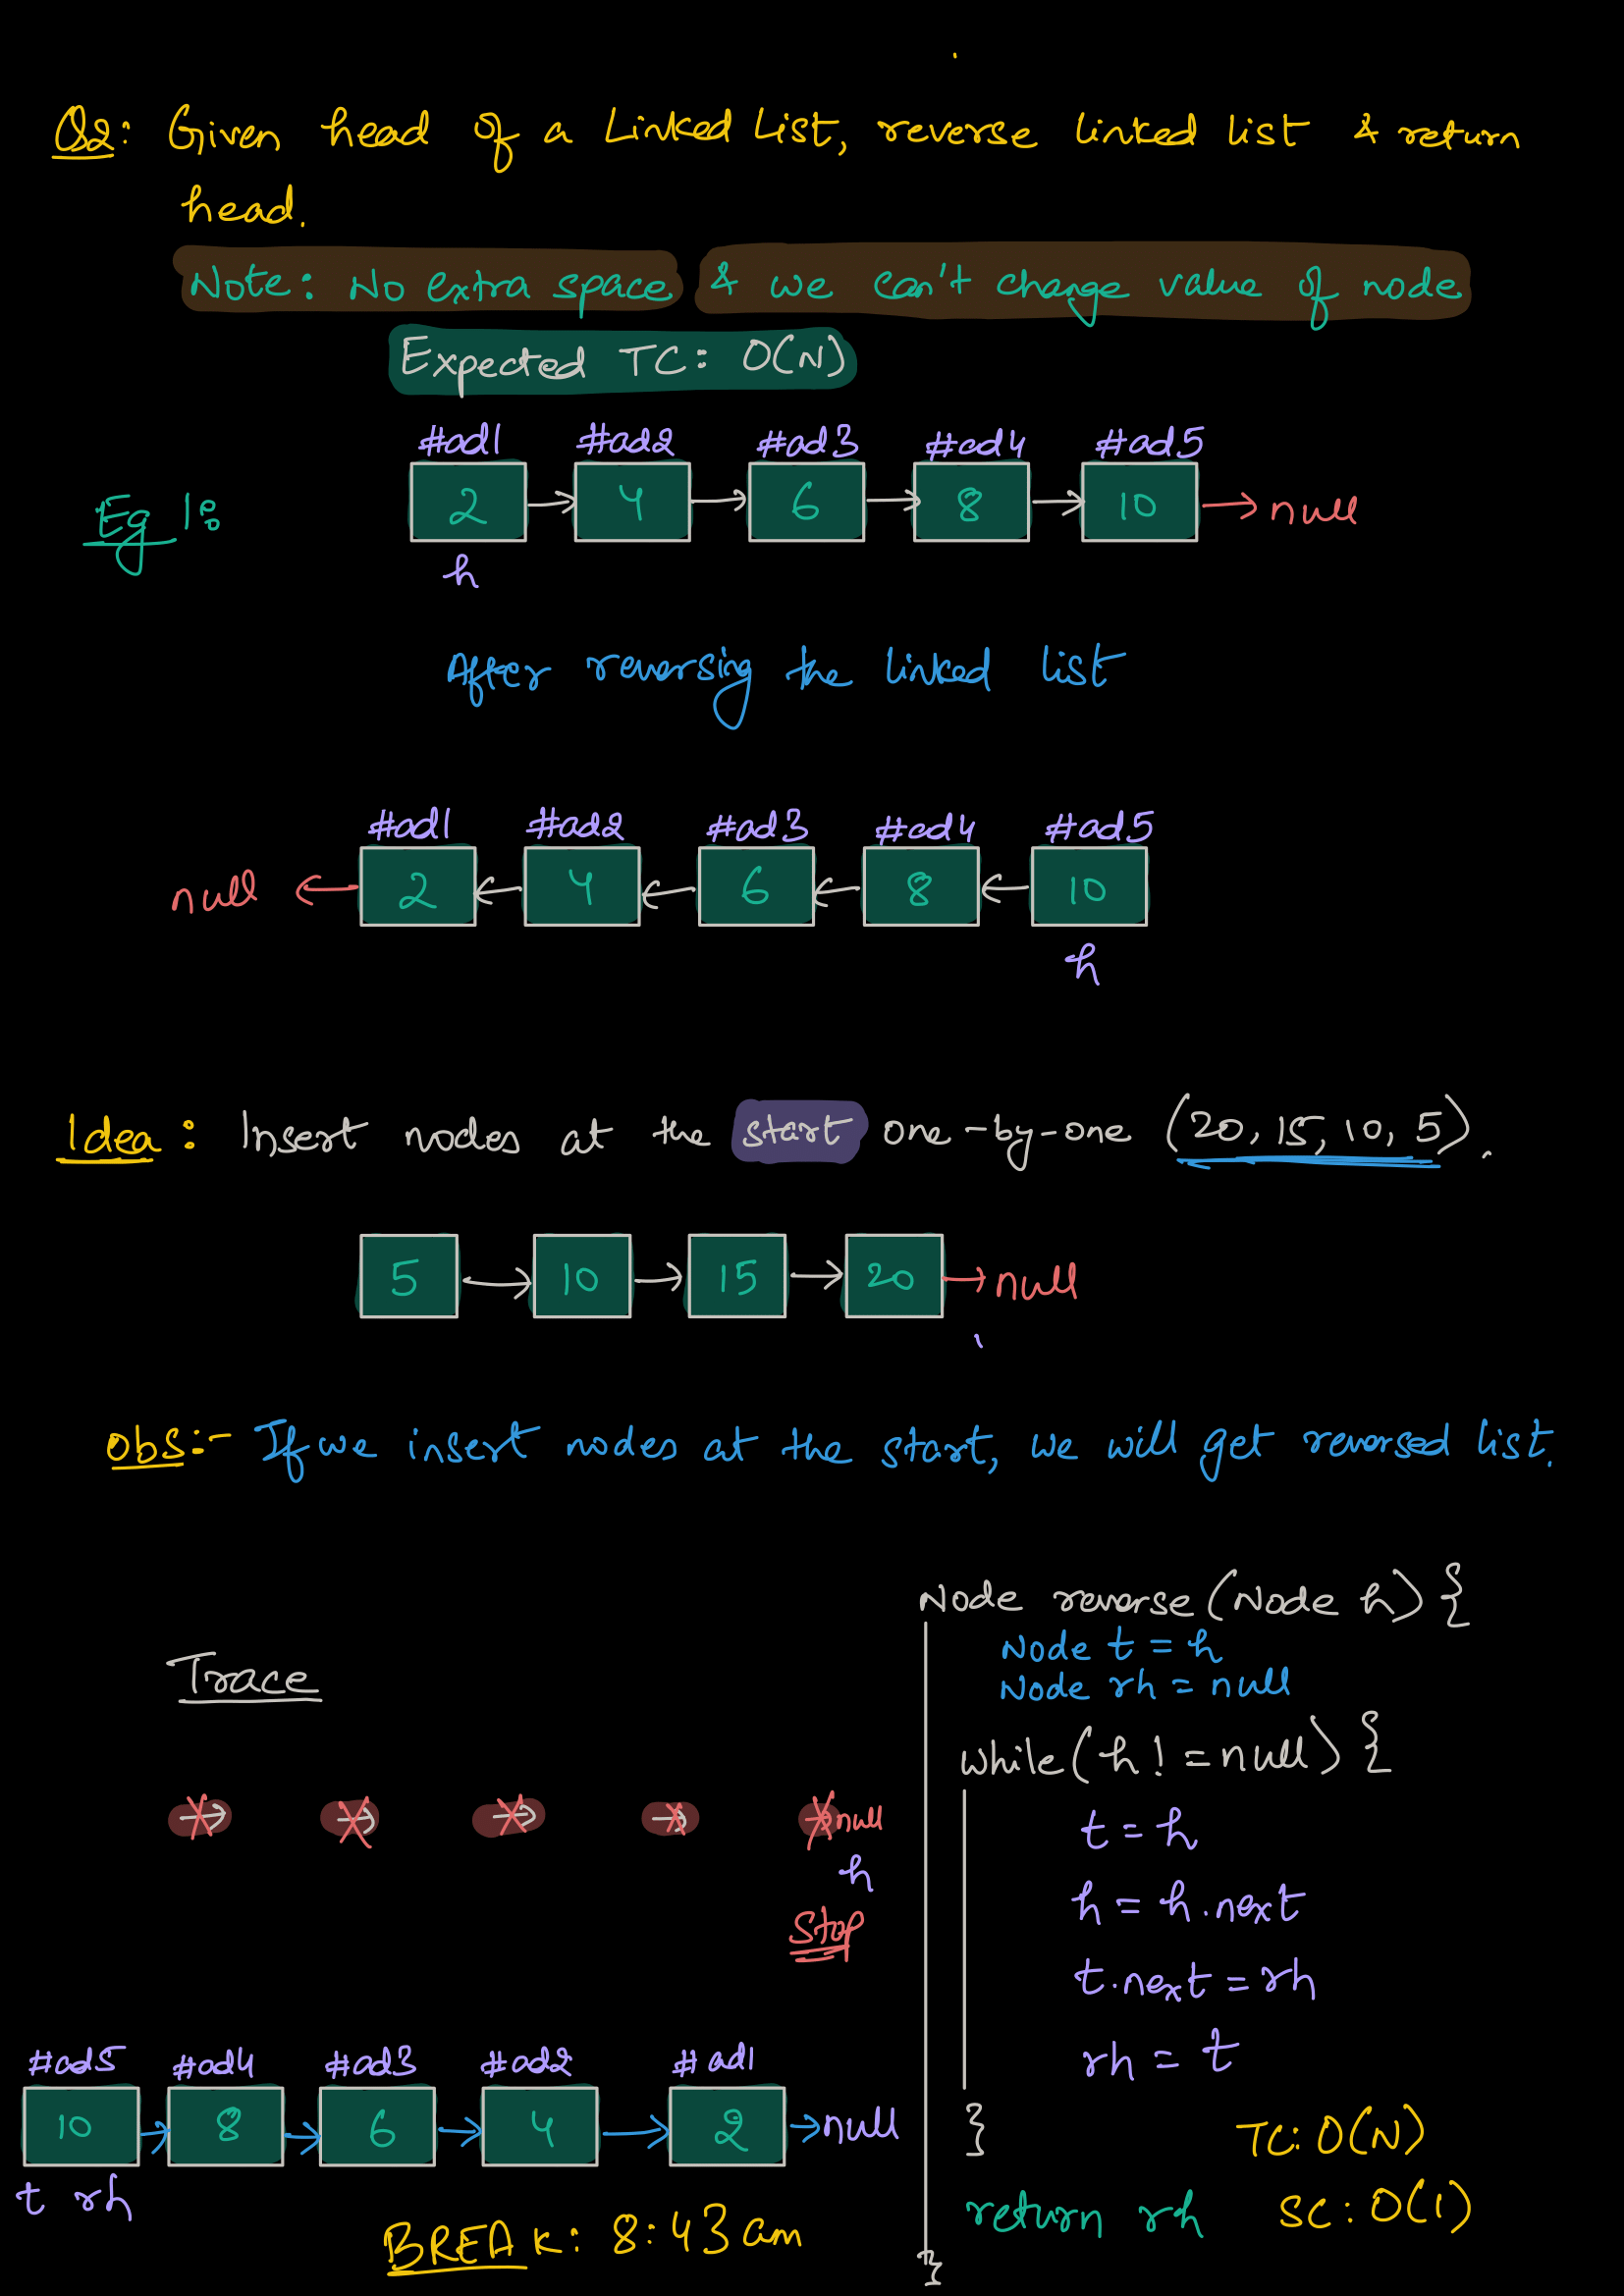 Q2: Given head of a Linked List, reverse linked list & return
head.
Note: No extra space & we can't change value of node
Expected TC: O(N)
#ad1 #ad2 #ad3 #ad4 #ad5
Eg 1: 2 → 4 → 6 → 8 → 10 → null
h
After reversing the linked list
#ad1 #ad2 #ad3 #ad4 #ad5
null ← 2 ← 4 ← 6 ← 8 ← 10
h
Idea: Insert nodes at the start one-by-one (20, 15, 10, 5).
5 → 10 → 15 → 20 → null
Obs:- If we insert nodes at the start, we will get reversed list.
Trace
null
h
Stop
#ad5 #ad4 #ad3 #ad2 #ad1
10 → 8 → 6 → 4 → 2 → null
t rh
BREAK: 8:43 am
Node reverse(Node h) {
Node t = h
Node rh = null
while(h != null) {
t = h
h = h.next
t.next = rh
rh = t
}
return rh
}
TC: O(N)
SC: O(1)